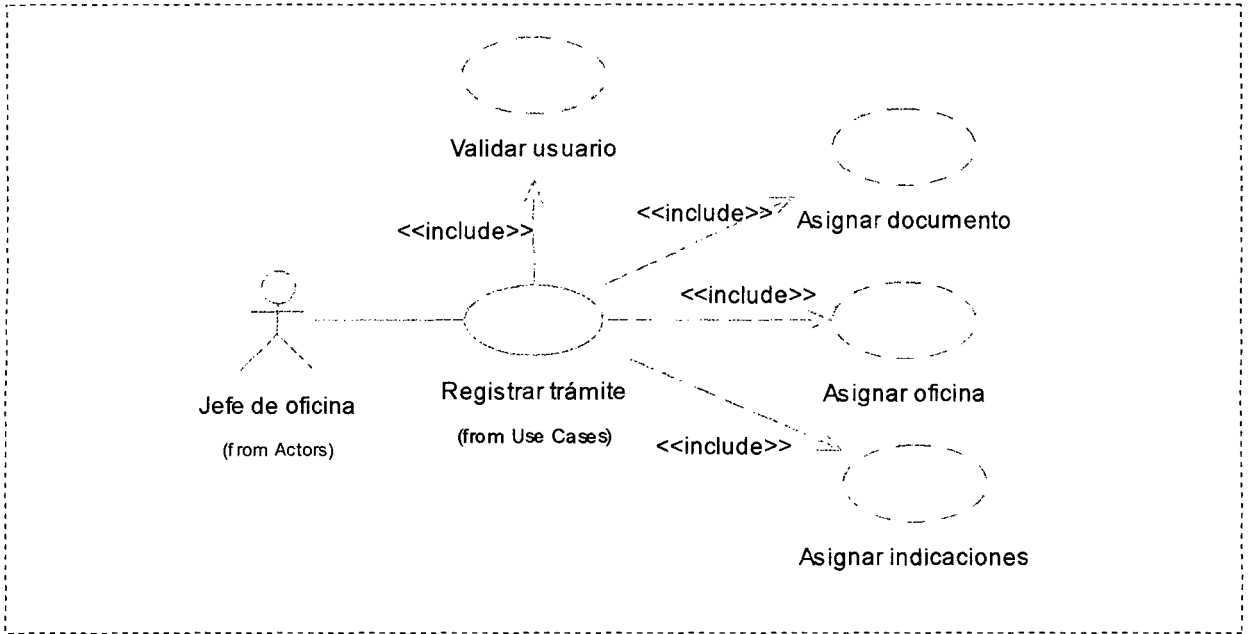 Validar usuario
<<include>>
<<include>>
Asignar documento
<<include>>
Jefe de oficina
(from Actors)
Registrar trámite
(from Use Cases)
Asignar oficina
<<include>>
Asignar indicaciones